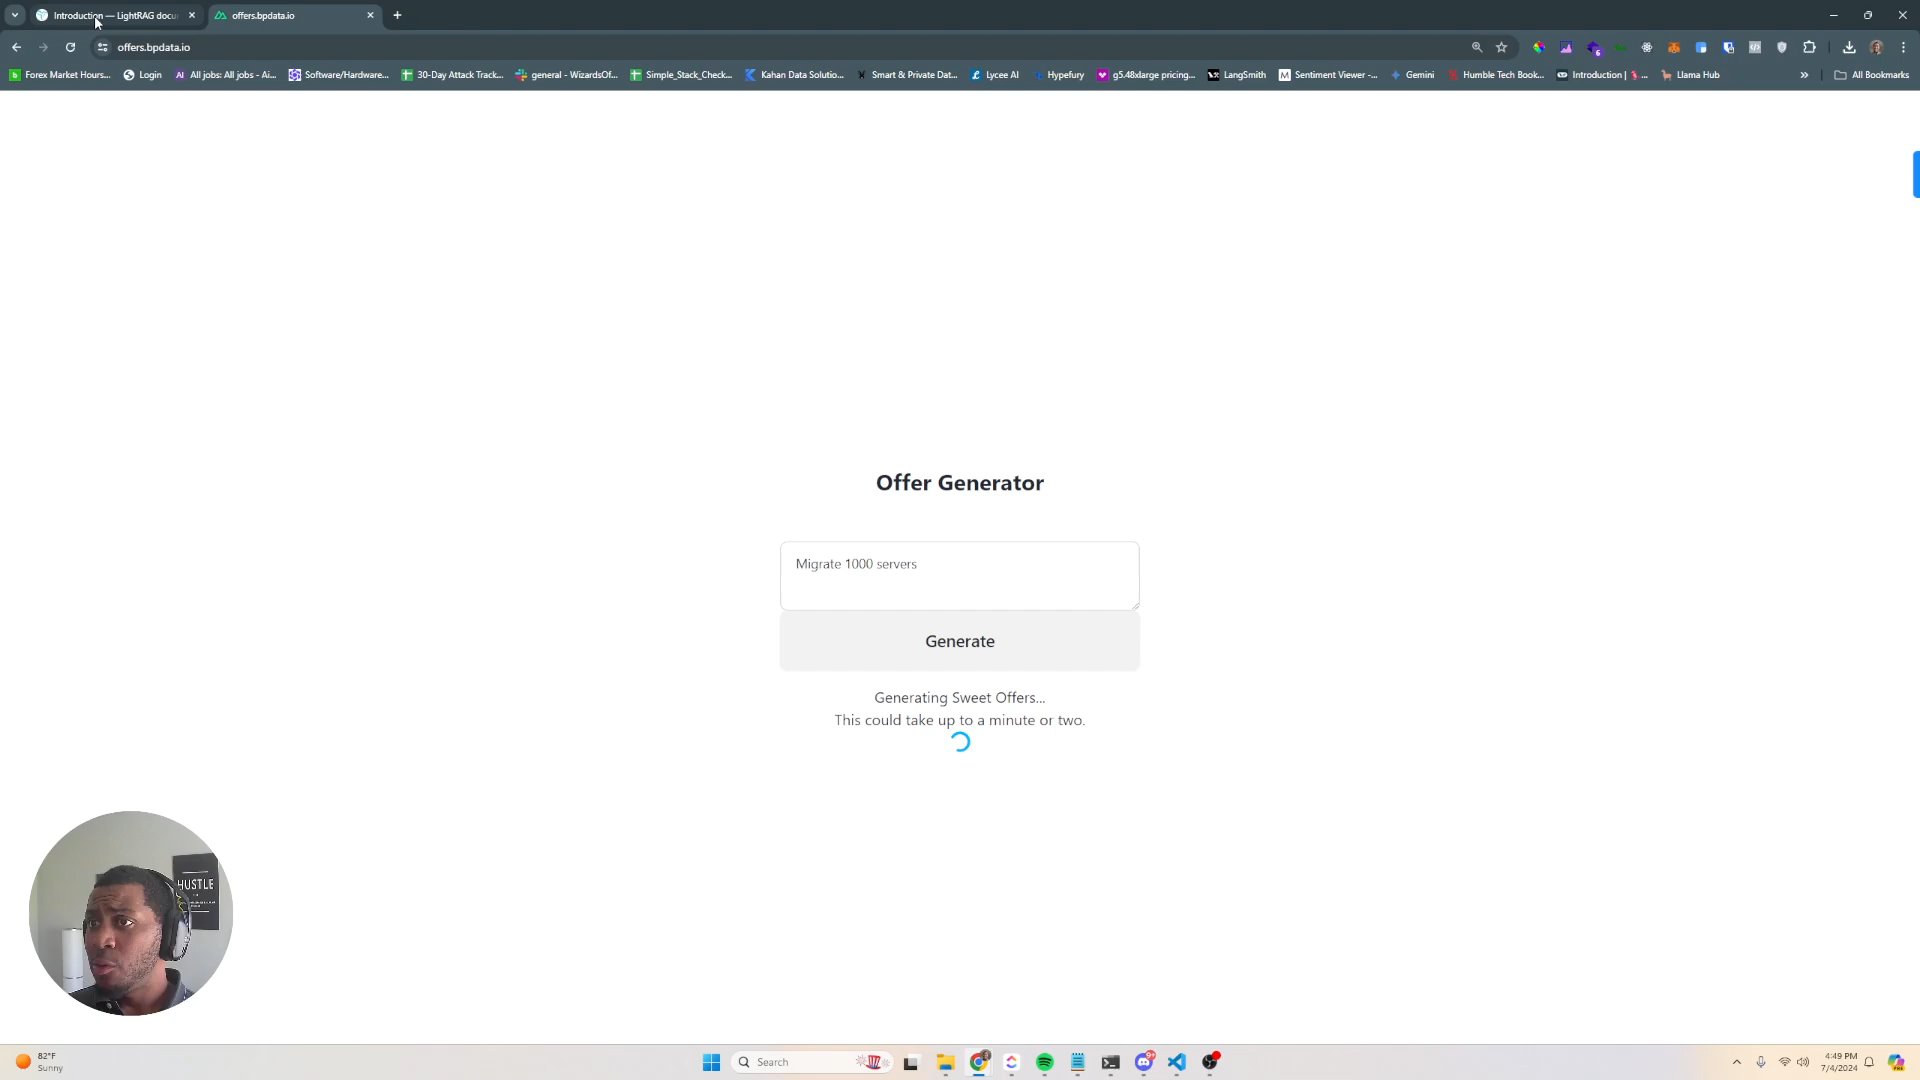 Introduction — LightRAG docu
offers.bpdata.io
offers.bpdata.io
Forex Market Hours...
Login
All jobs: All jobs - Ai...
Software/Hardware...
30-Day Attack Track...
general - WizardsOf...
Simple_Stack_Check...
Kahan Data Solutio...
Smart & Private Dat...
Lycee AI
Hypefury
g5.48xlarge pricing...
LangSmith
Sentiment Viewer -...
Gemini
Humble Tech Book...
Introduction | 🦜...
Llama Hub
All Bookmarks
Offer Generator
Migrate 1000 servers
Generate
Generating Sweet Offers...
This could take up to a minute or two.
HUSTLE
82°F
Sunny
Search
4:49 PM
7/4/2024